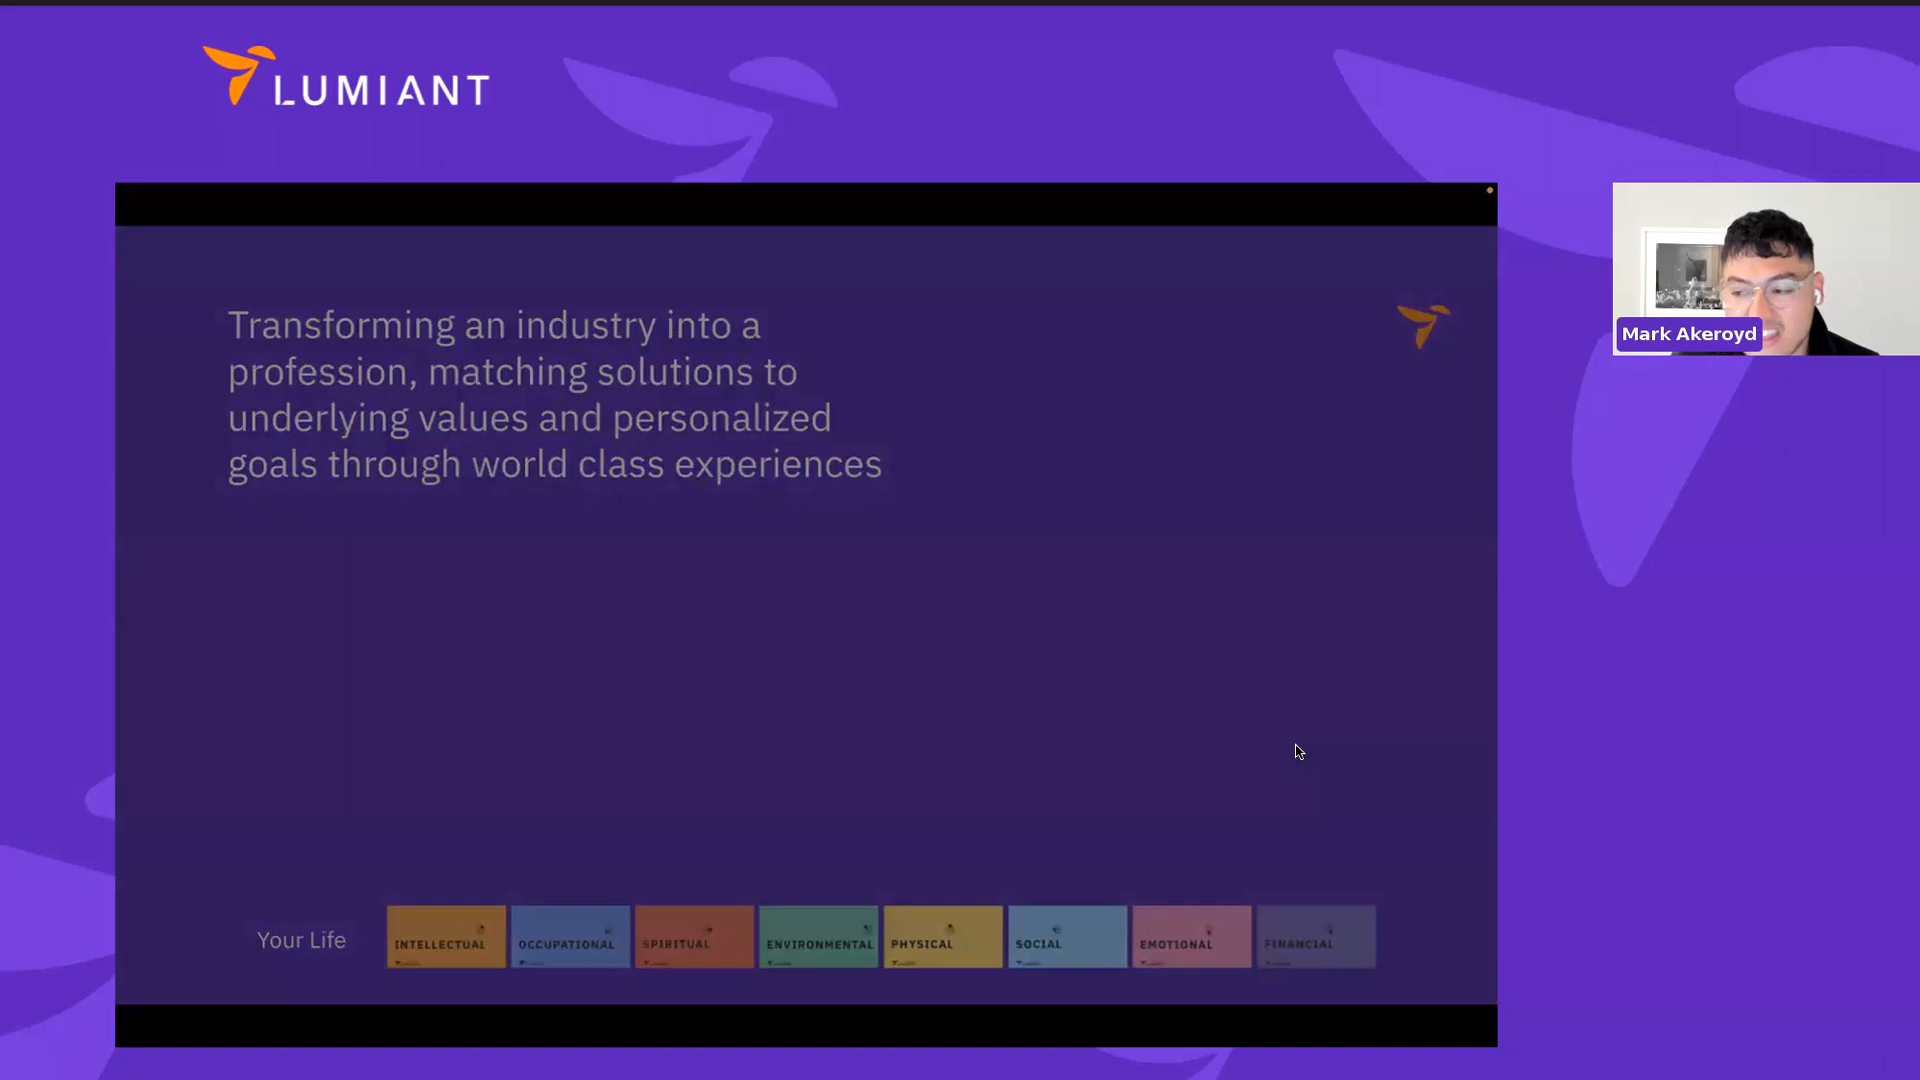 LUMIANT
Transforming an industry into a
profession, matching solutions to
underlying values and personalized
goals through world class experiences
Mark Akeroyd
Your Life
INTELLECTUAL
OCCUPATIONAL
SPIRITUAL
ENVIRONMENTAL
PHYSICAL
SOCIAL
EMOTIONAL
FINANCIAL